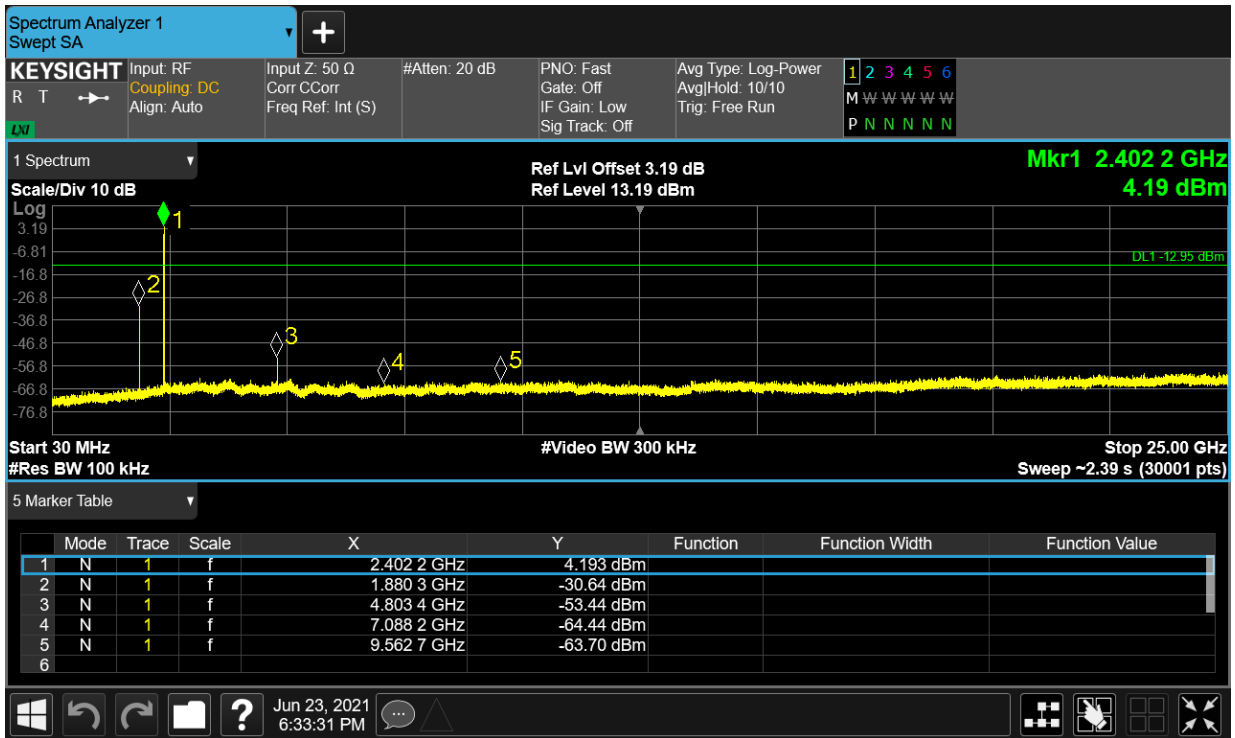 Spectrum Analyzer 1
Swept SA
KEYSIGHT
R T
LXI
Input: RF
Coupling: DC
Align: Auto
Input Z: 50 Ω
Corr CCorr
Freq Ref: Int (S)
#Atten: 20 dB
PNO: Fast
Gate: Off
IF Gain: Low
Sig Track: Off
Avg Type: Log-Power
Avg|Hold: 10/10
Trig: Free Run
1 2 3 4 5 6
M W W W W W
P N N N N N
1 Spectrum
Ref Lvl Offset 3.19 dB
Mkr1 2.402 2 GHz
Scale/Div 10 dB
Ref Level 13.19 dBm
4.19 dBm
Log
3.19
-6.81
-16.8
-26.8
-36.8
-46.8
-56.8
-66.8
-76.8
1
2
3
4
5
DL1 -12.95 dBm
Start 30 MHz
#Video BW 300 kHz
Stop 25.00 GHz
#Res BW 100 kHz
Sweep ~2.39 s (30001 pts)
5 Marker Table
Mode Trace Scale X Y Function Function Width Function Value
1 N 1 f 2.402 2 GHz 4.193 dBm
2 N 1 f 1.880 3 GHz -30.64 dBm
3 N 1 f 4.803 4 GHz -53.44 dBm
4 N 1 f 7.088 2 GHz -64.44 dBm
5 N 1 f 9.562 7 GHz -63.70 dBm
6
?
Jun 23, 2021
6:33:31 PM